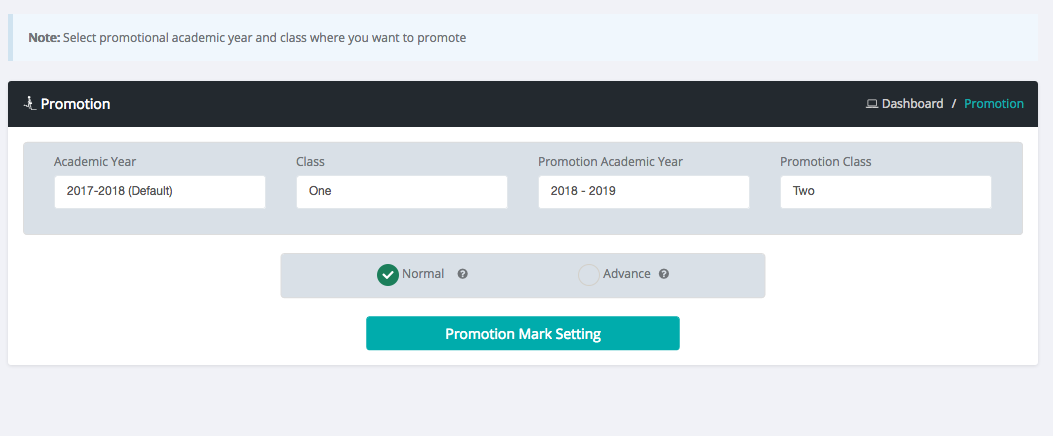 Note: Select promotional academic year and class where you want to promote
Promotion
Dashboard / Promotion
Academic Year
Class
Promotion Academic Year
Promotion Class
2017-2018 (Default)
One
2018 - 2019
Two
Normal ?
Advance ?
Promotion Mark Setting